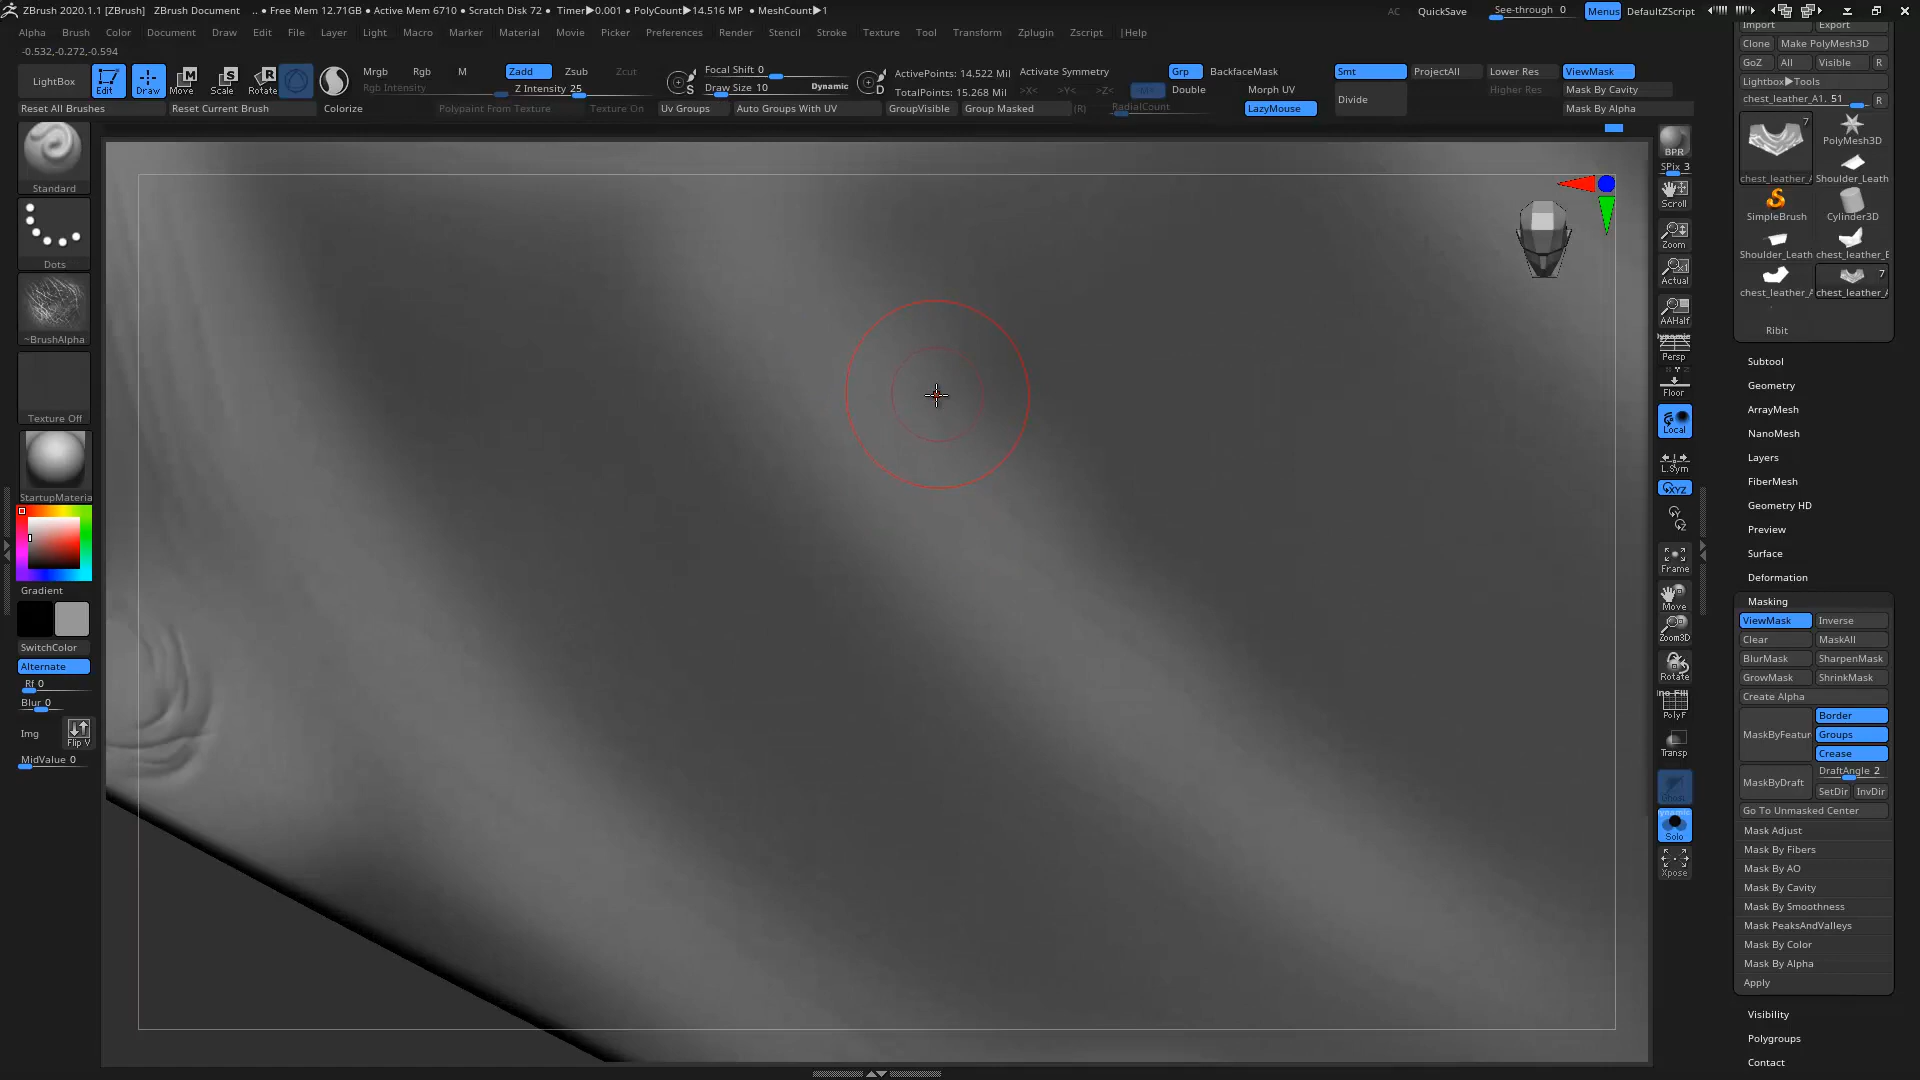 ZBrush 2020.1.1 [ZBrush] ZBrush Document .. • Free Mem 12.71GB • Active Mem 6710 • Scratch Disk 72 • Timer▶0.001 • PolyCount▶14.516 MP • MeshCount▶1 AC QuickSave See-through 0 Menus DefaultZScript
Alpha Brush Color Document Draw Edit File Layer Light Macro Marker Material Movie Picker Preferences Render Stencil Stroke Texture Tool Transform Zplugin Zscript Help
-0.532,-0.272,-0.594
LightBox Edit Draw Move Scale Rotate
Mrgb Rgb M Zadd Zsub Zcut
Rgb Intensity Z Intensity 25
Focal Shift 0
Draw Size 10 Dynamic
S D
ActivePoints: 14.522 Mil
TotalPoints: 15.268 Mil
Activate Symmetry
>X< >Y< >Z< >M<
Grp BackfaceMask
Double Morph UV
Smt ProjectAll Lower Res ViewMask
Divide Higher Res Mask By Cavity
Reset All Brushes Reset Current Brush Colorize Polypaint From Texture Texture On Uv Groups Auto Groups With UV GroupVisible Group Masked (R) RadialCount LazyMouse Mask By Alpha
Standard
Dots
~BrushAlpha
Texture Off
StartupMateria
Gradient
SwitchColor
Alternate
Rf 0
Blur 0
Img Flip V
MidValue 0
BPR
SPix 3
Scroll
Zoom
Actual
AAHalf
Persp
Floor
Local
L.Sym
XYZ
Frame
Move
Zoom3D
Rotate
PolyF
Transp
Solo
Xpose
Import Export
Clone Make PolyMesh3D
GoZ All Visible R
Lightbox▶Tools
chest_leather_A1. 51 R
7
chest_leather_A
PolyMesh3D
Shoulder_Leath
SimpleBrush Cylinder3D
Shoulder_Leath chest_leather_E
7
chest_leather_A chest_leather_A
Ribit
Subtool
Geometry
ArrayMesh
NanoMesh
Layers
FiberMesh
Geometry HD
Preview
Surface
Deformation
Masking
ViewMask Inverse
Clear MaskAll
BlurMask SharpenMask
GrowMask ShrinkMask
Create Alpha
MaskByFeatur Border
Groups
Crease
MaskByDraft DraftAngle 2
SetDir InvDir
Go To Unmasked Center
Mask Adjust
Mask By Fibers
Mask By AO
Mask By Cavity
Mask By Smoothness
Mask PeaksAndValleys
Mask By Color
Mask By Alpha
Apply
Visibility
Polygroups
Contact